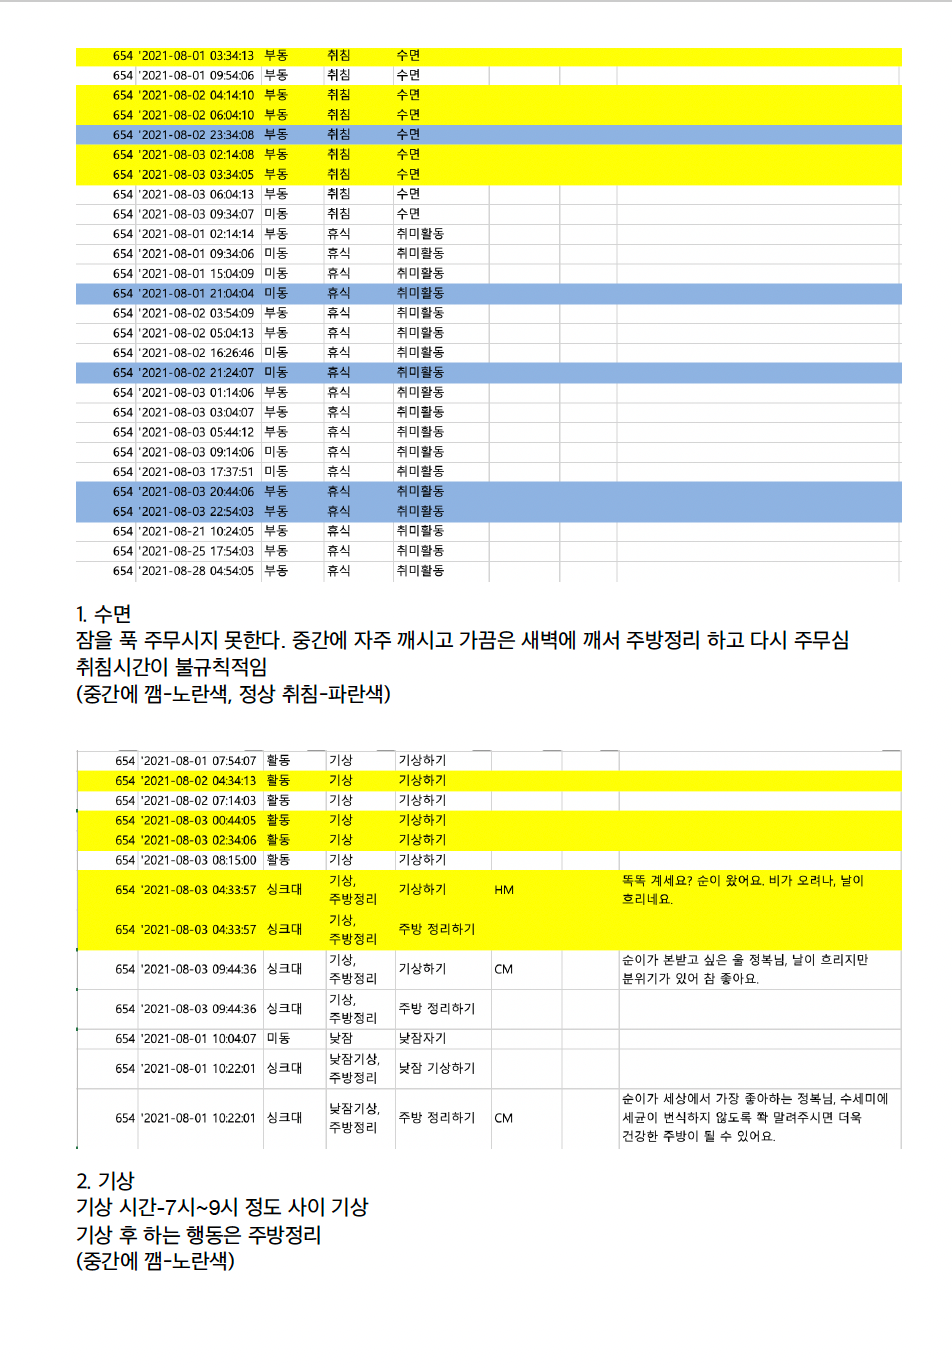 654 '2021-08-01 03:34:13 부동 취침 수면
654 '2021-08-01 09:54:06 부동 취침 수면
654 '2021-08-02 04:14:10 부동 취침 수면
654 '2021-08-02 06:04:10 부동 취침 수면
654 '2021-08-02 23:34:08 부동 취침 수면
654 '2021-08-03 02:14:08 부동 취침 수면
654 '2021-08-03 03:34:05 부동 취침 수면
654 '2021-08-03 06:04:13 부동 취침 수면
654 '2021-08-03 09:34:07 미동 취침 수면
654 '2021-08-01 02:14:14 부동 휴식 취미활동
654 '2021-08-01 09:34:06 미동 휴식 취미활동
654 '2021-08-01 15:04:09 미동 휴식 취미활동
654 '2021-08-01 21:04:04 미동 휴식 취미활동
654 '2021-08-02 03:54:09 부동 휴식 취미활동
654 '2021-08-02 05:04:13 부동 휴식 취미활동
654 '2021-08-02 16:26:46 미동 휴식 취미활동
654 '2021-08-02 21:24:07 미동 휴식 취미활동
654 '2021-08-03 01:14:06 부동 휴식 취미활동
654 '2021-08-03 03:04:07 부동 휴식 취미활동
654 '2021-08-03 05:44:12 부동 휴식 취미활동
654 '2021-08-03 09:14:06 미동 휴식 취미활동
654 '2021-08-03 17:37:51 미동 휴식 취미활동
654 '2021-08-03 20:44:06 부동 휴식 취미활동
654 '2021-08-03 22:54:03 부동 휴식 취미활동
654 '2021-08-21 10:24:05 부동 휴식 취미활동
654 '2021-08-25 17:54:03 부동 휴식 취미활동
654 '2021-08-28 04:54:05 부동 휴식 취미활동
1. 수면
잠을 푹 주무시지 못한다. 중간에 자주 깨시고 가끔은 새벽에 깨서 주방정리 하고 다시 주무심
취침시간이 불규칙적임
(중간에 깸-노란색, 정상 취침-파란색)
654 '2021-08-01 07:54:07 활동 기상 기상하기
654 '2021-08-02 04:34:13 활동 기상 기상하기
654 '2021-08-02 07:14:03 활동 기상 기상하기
654 '2021-08-03 00:44:05 활동 기상 기상하기
654 '2021-08-03 02:34:06 활동 기상 기상하기
654 '2021-08-03 08:15:00 활동 기상 기상하기
654 '2021-08-03 04:33:57 싱크대 기상, 주방정리 기상하기 HM 똑똑 계세요? 순이 왔어요. 비가 오려나, 날이
흐리네요.
654 '2021-08-03 04:33:57 싱크대 기상, 주방정리 주방 정리하기
654 '2021-08-03 09:44:36 싱크대 기상, 주방정리 기상하기 CM 순이가 본받고 싶은 울 정복님, 날이 흐리지만
분위기가 있어 참 좋아요.
654 '2021-08-03 09:44:36 싱크대 기상, 주방정리 주방 정리하기
654 '2021-08-01 10:04:07 미동 낮잠 낮잠자기
654 '2021-08-01 10:22:01 싱크대 낮잠기상, 주방정리 낮잠 기상하기
654 '2021-08-01 10:22:01 싱크대 낮잠기상, 주방정리 주방 정리하기 CM 순이가 세상에서 가장 좋아하는 정복님, 수세미에
세균이 번식하지 않도록 쫙 말려주시면 더욱
건강한 주방이 될 수 있어요.
2. 기상
기상 시간-7시~9시 정도 사이 기상
기상 후 하는 행동은 주방정리
(중간에 깸-노란색)